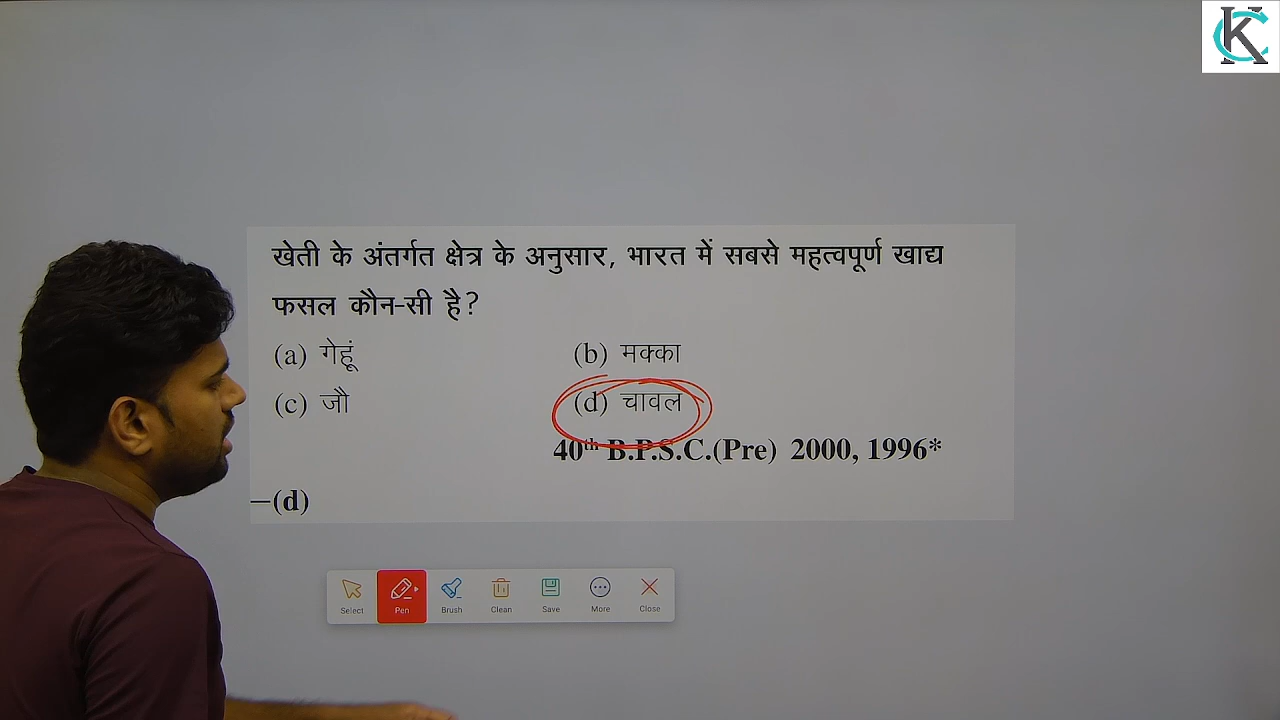 KC
खेती के अंतर्गत क्षेत्र के अनुसार, भारत में सबसे महत्वपूर्ण खाद्य
फसल कौन-सी है?
(a) गेहूं (b) मक्का
(c) जौ (d) चावल
40th B.P.S.C.(Pre) 2000, 1996*
–(d)
Select Pen Brush Clean Save More Close